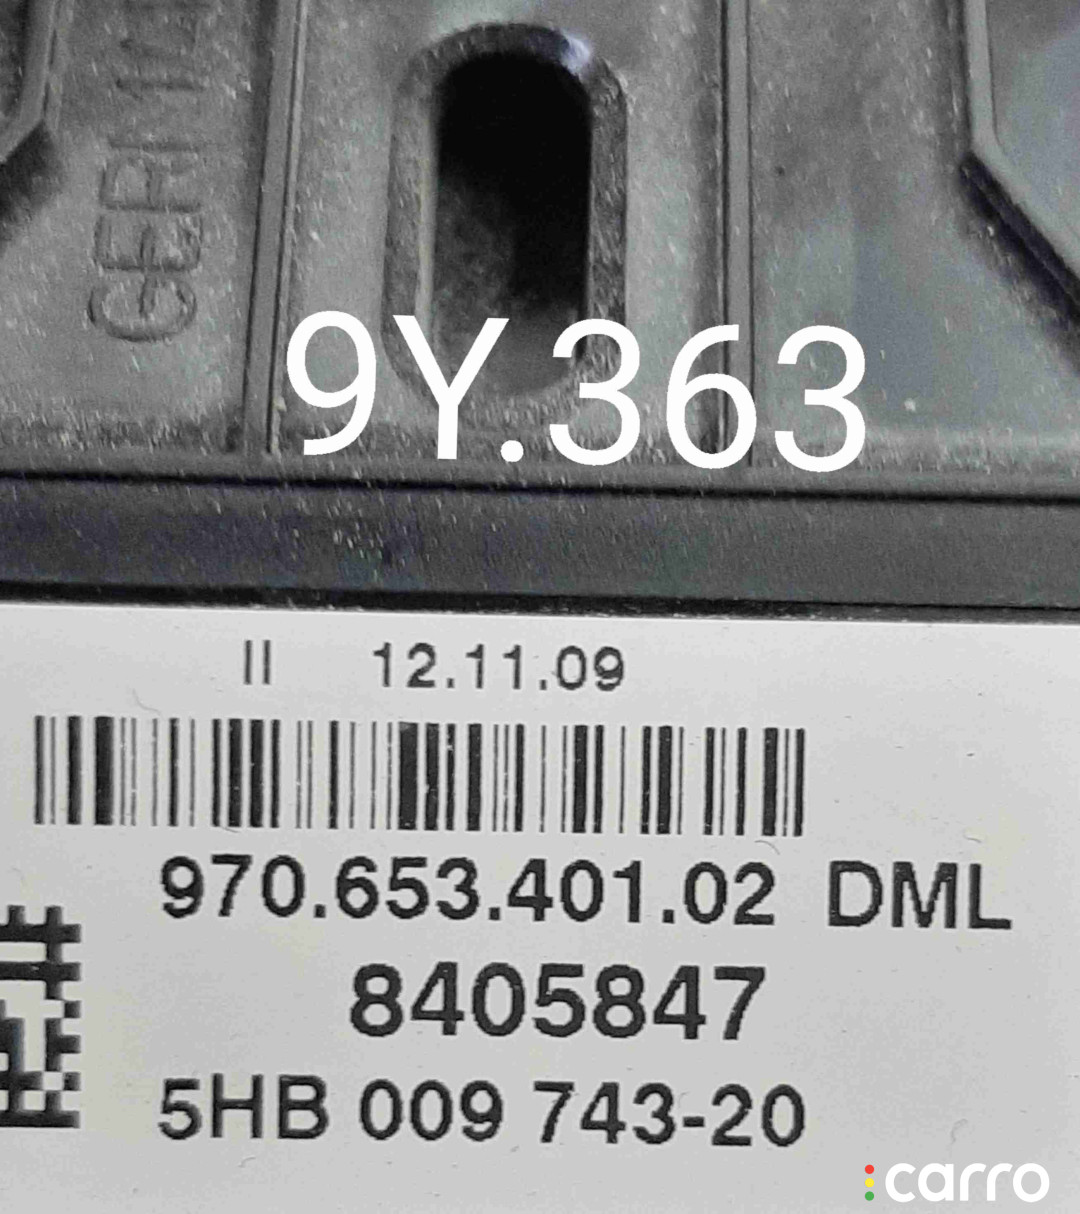 9Y.363
II 12.11.09
970.653.401.02 DML
8405847
5HB 009 743-20
carro